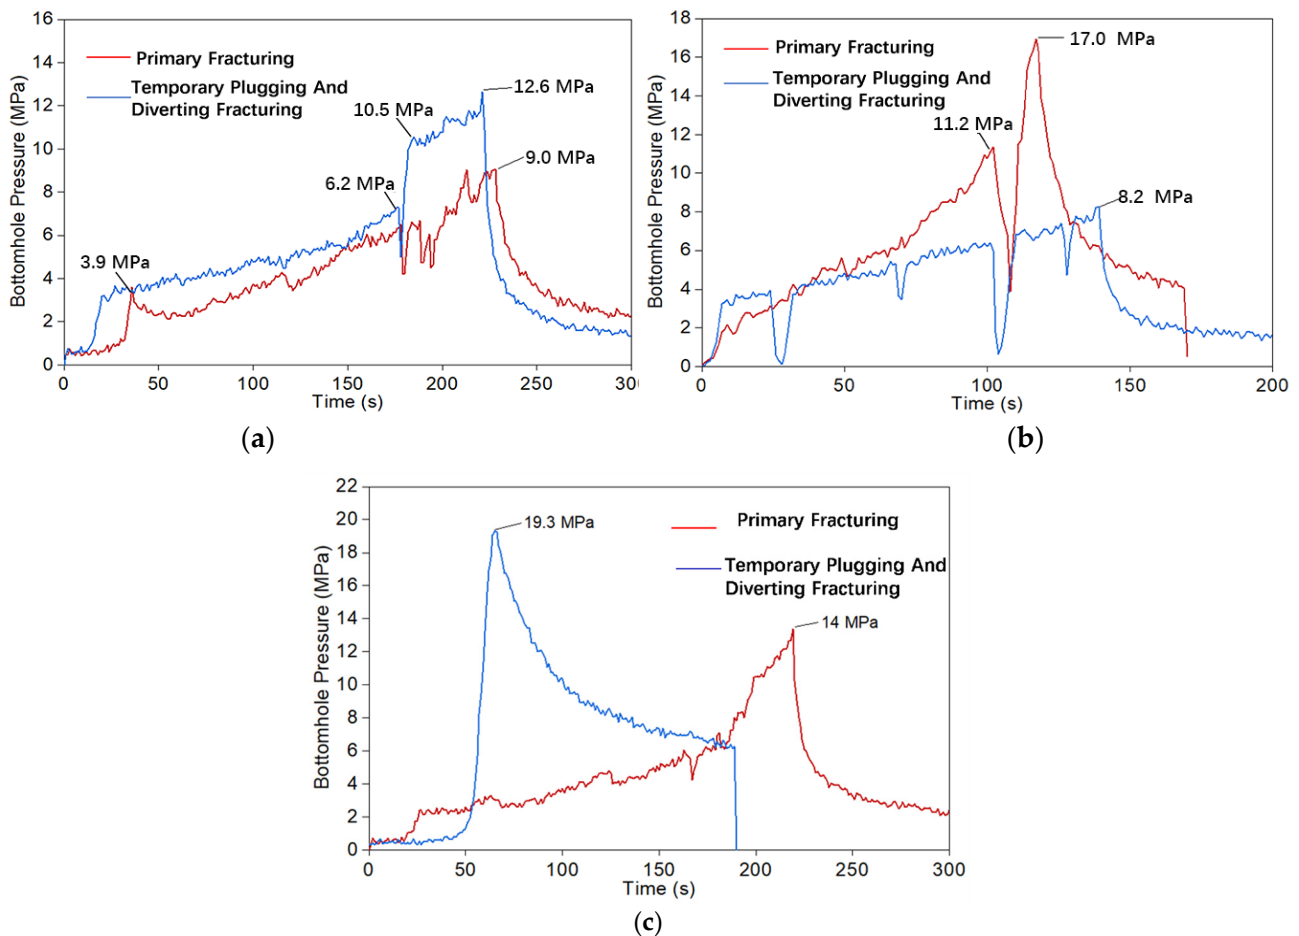 16
14
12
10
8
6
4
2
0
Bottomhole Pressure (MPa)
Primary Fracturing
Temporary Plugging And
Diverting Fracturing
3.9 MPa
6.2 MPa
10.5 MPa
12.6 MPa
9.0 MPa
0 50 100 150 200 250 300
Time (s)
(a)
18
16
14
12
10
8
6
4
2
0
Bottomhole Pressure (MPa)
Primary Fracturing
Temporary Plugging And
Diverting Fracturing
11.2 MPa
17.0 MPa
8.2 MPa
0 50 100 150 200
Time (s)
(b)
22
20
18
16
14
12
10
8
6
4
2
0
Bottomhole Pressure (MPa)
19.3 MPa
Primary Fracturing
Temporary Plugging And
Diverting Fracturing
14 MPa
0 50 100 150 200 250 300
Time (s)
(c)